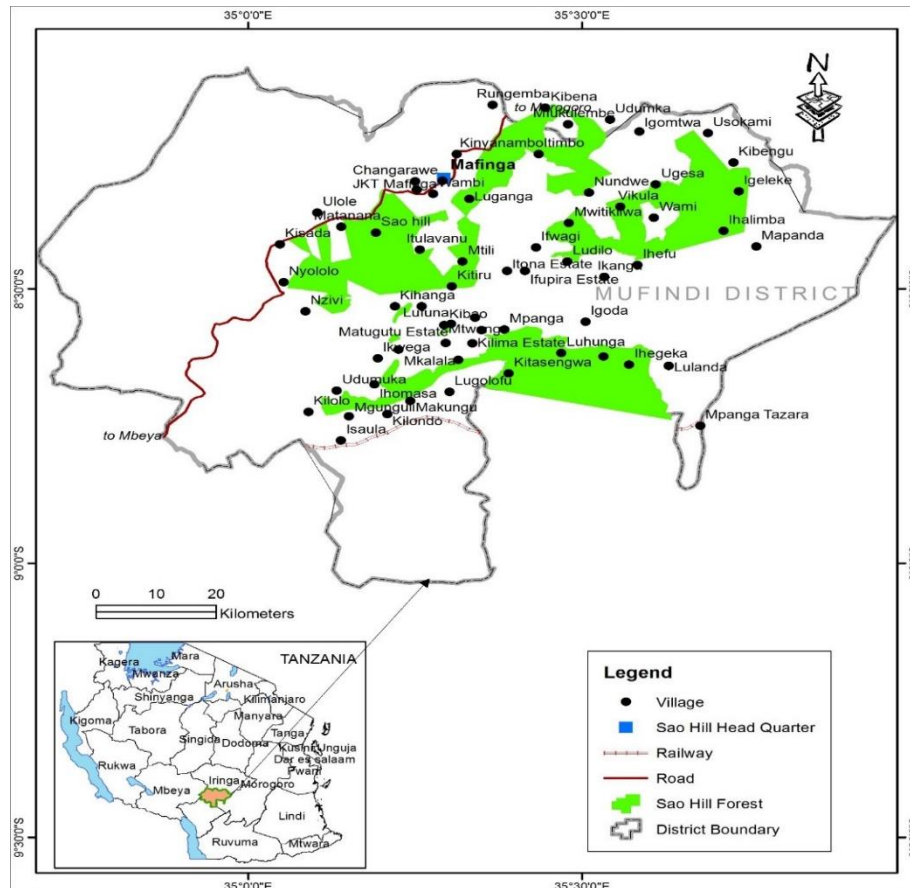 35°0'0"E
35°30'0"E
N
Rungemba
Kibena
to Morogoro
Mlukulembe
Udumka
Igomtwa
Usokami
Kinyanamboltimbo
Kibengu
Mafinga
Changarawe
JKT Mafinga
Wambi
Luganga
Nundwe
Ugesa
Igeleke
Ulole
Matanana
Vikula
Sao hill
Mwitikilwa
Wami
Kisada
Ihalimba
Itulavanu
Ifwagi
Mapanda
Mtili
Ludilo
Ihefu
Nyololo
Itona Estate
Ikanga
Kitiru
Ifupira Estate
8°30'0"S
MUFINDI DISTRICT
Nzivi
Kihanga
Lufuna
Kibao
Igoda
Matugutu Estate
Mtwango
Mpanga
Ikwega
Kilima Estate
Luhunga
Mkalala
Kitasengwa
Ihegeka
Lulanda
Udumuka
Lugolofu
Ihomasa
Kilolo
Mgunguli
Makungu
Mpanga Tazara
Isaula
Kilondo
to Mbeya
9°0'0"S
0
20
Kilometers
TANZANIA
Kagera
Mara
Mwanza
Arusha
Shinyanga
Kilimanjaro
Manyara
Kigoma
Tabora
Tanga
Singida
Dodoma
Kusini Unguja
Dar es salaam
Rukwa
Pwani
Iringa
Morogoro
Mbeya
Lindi
Ruvuma
Mtwara
Legend
Village
Sao Hill Head Quarter
Railway
Road
Sao Hill Forest
District Boundary
9°30'0"S
35°0'0"E
35°30'0"E